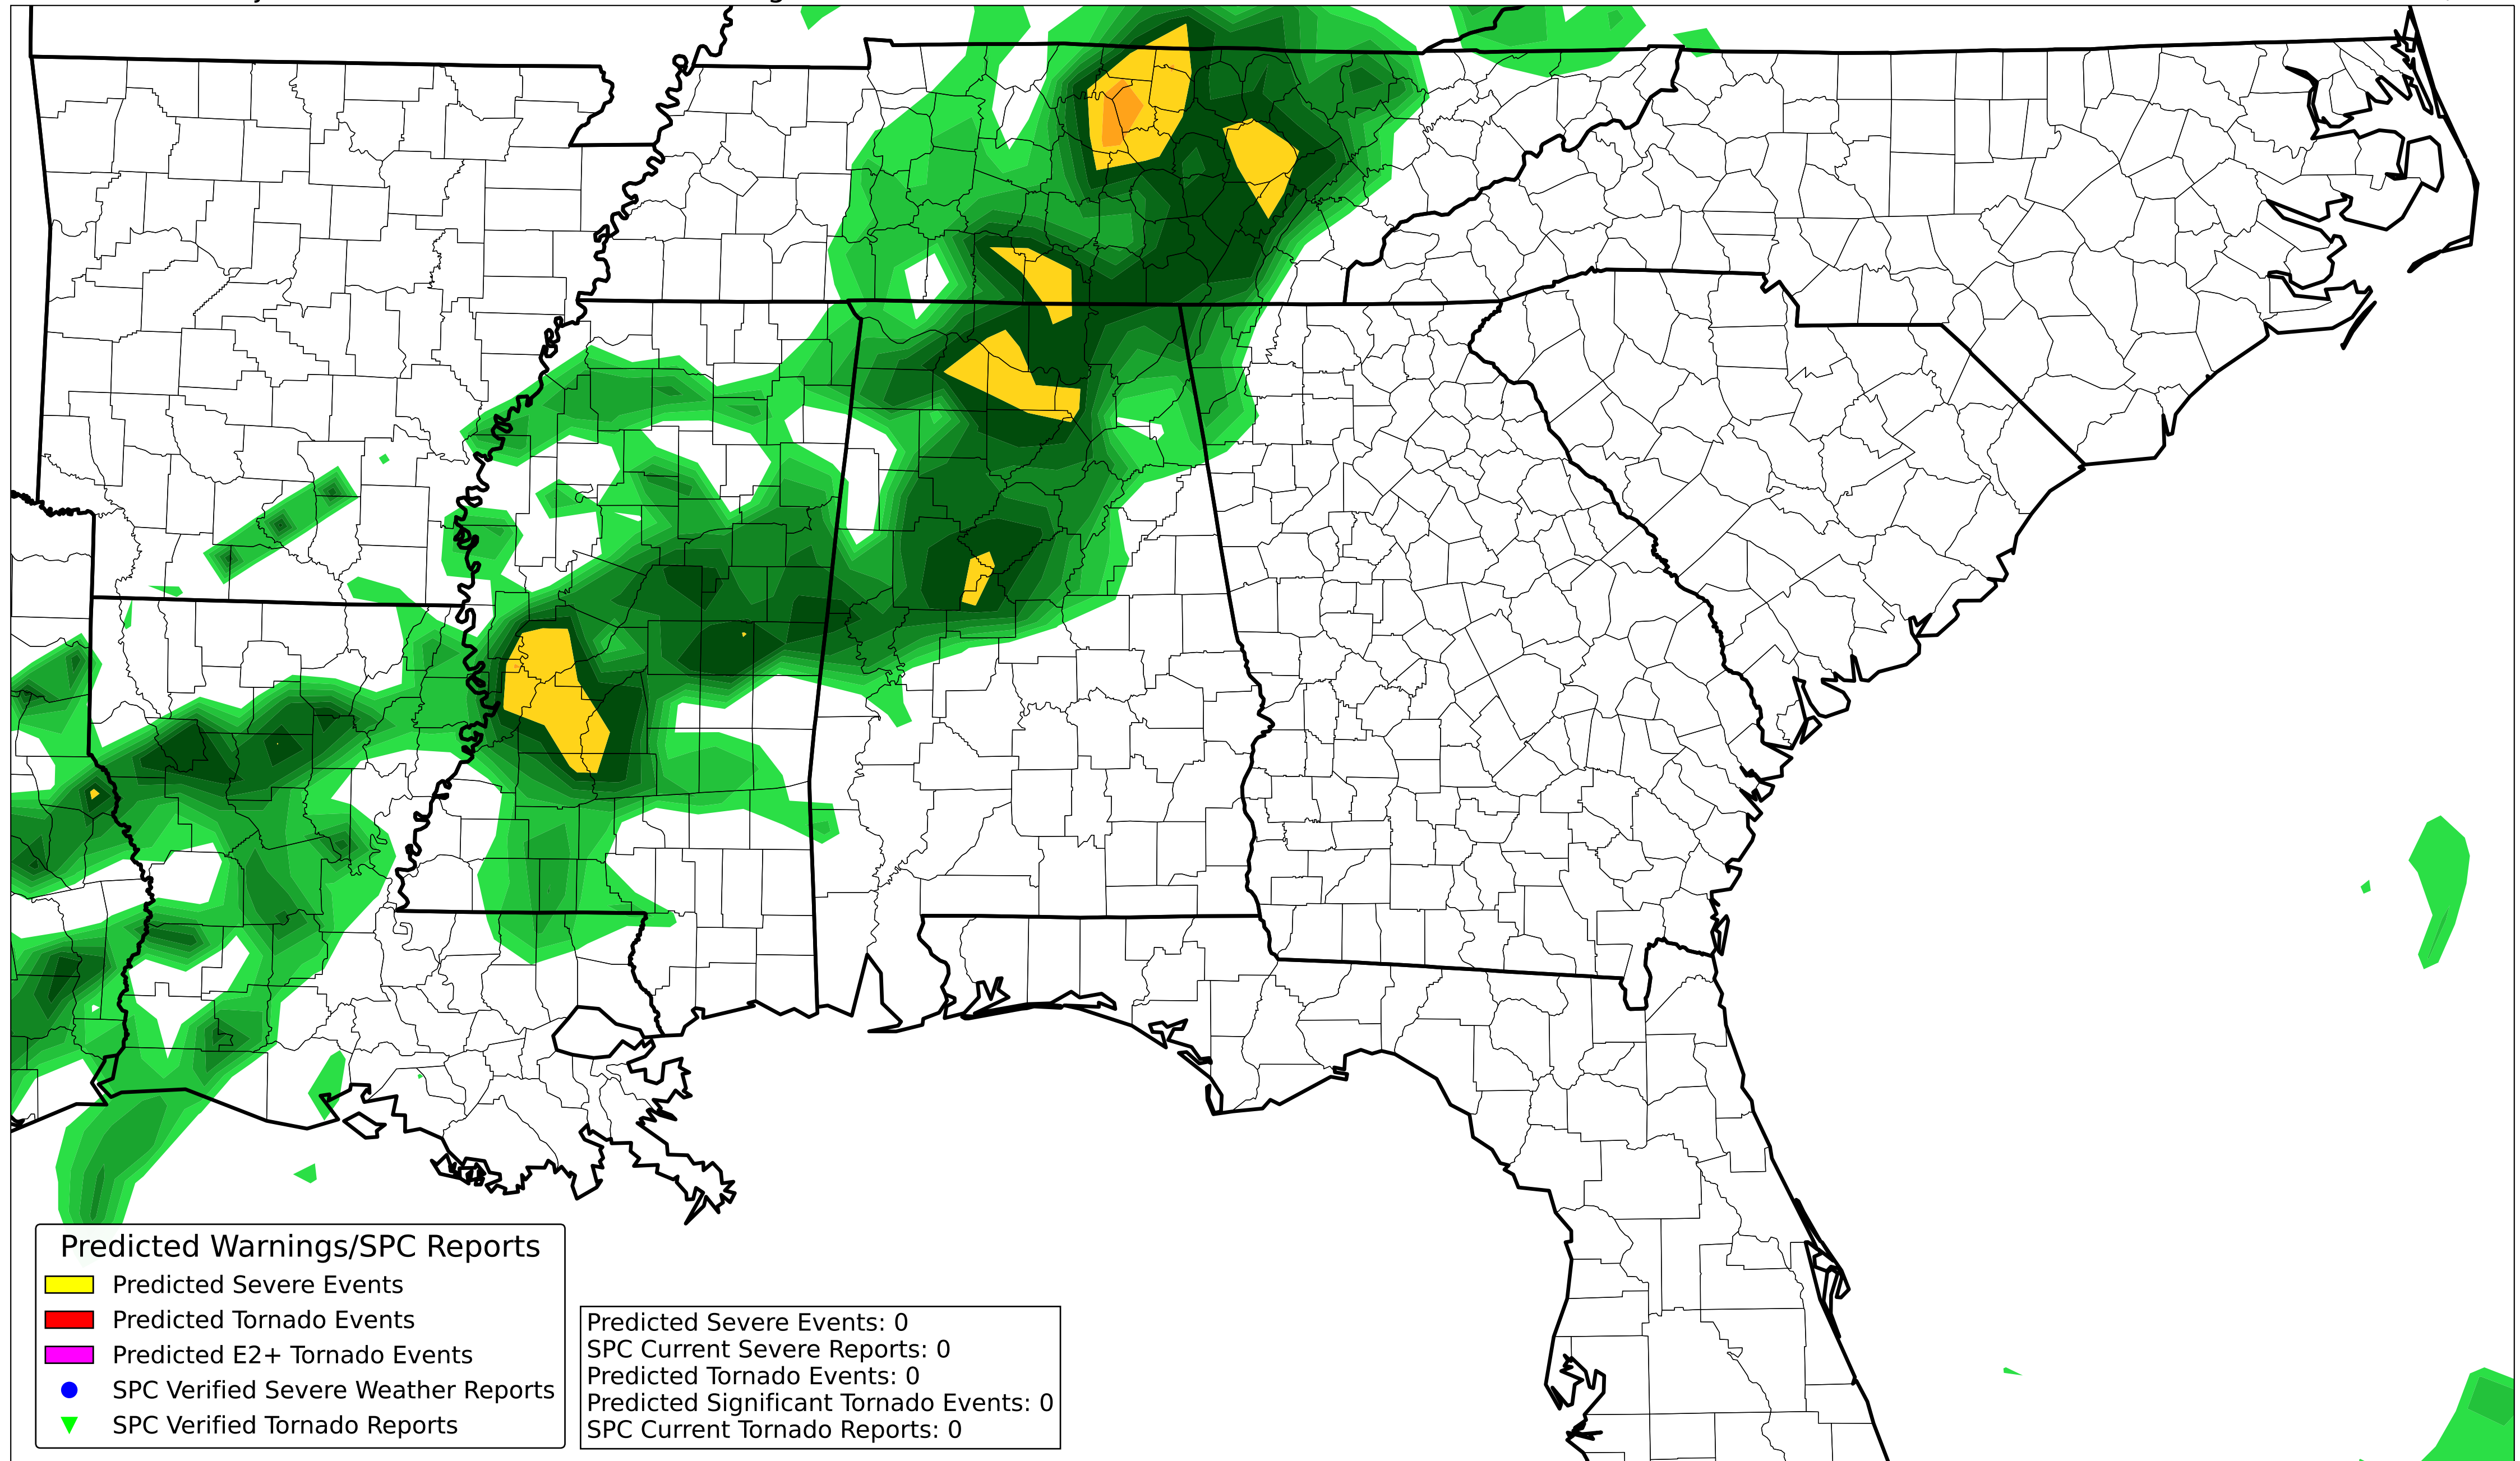 Predicted Warnings/SPC Reports
Predicted Severe Events
Predicted Tornado Events
Predicted E2+ Tornado Events
SPC Verified Severe Weather Reports
SPC Verified Tornado Reports
Predicted Severe Events: 0
SPC Current Severe Reports: 0
Predicted Tornado Events: 0
Predicted Significant Tornado Events: 0
SPC Current Tornado Reports: 0